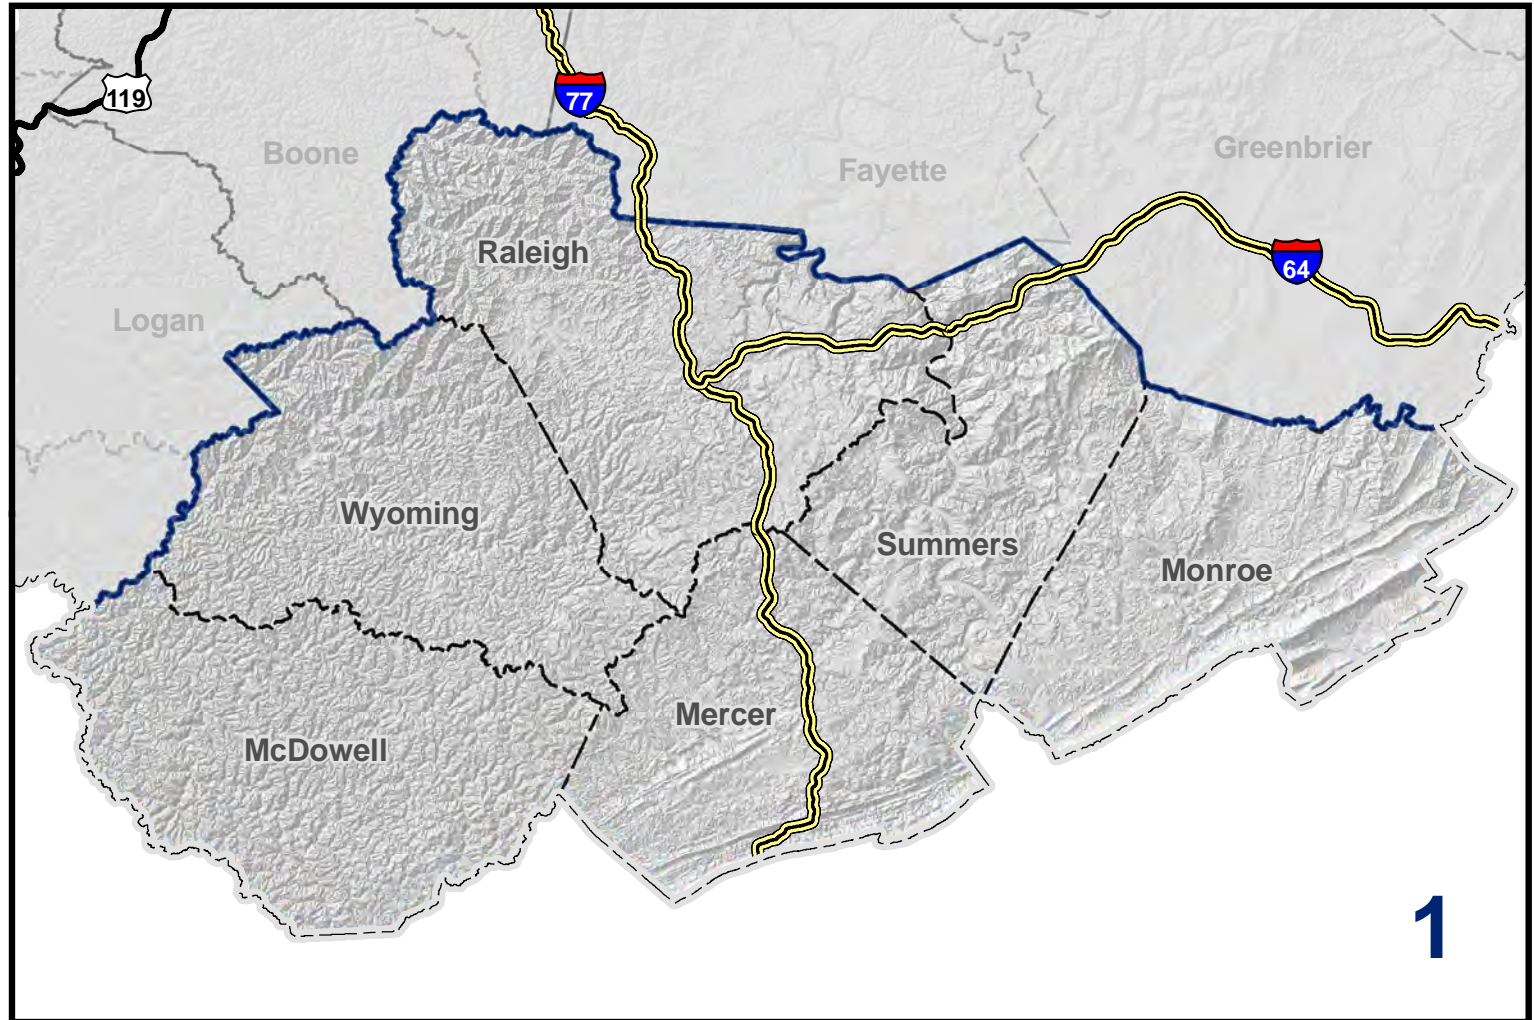 119
77
Boone
Fayette
Greenbrier
Raleigh
64
Logan
Wyoming
Summers
Monroe
Mercer
McDowell
1